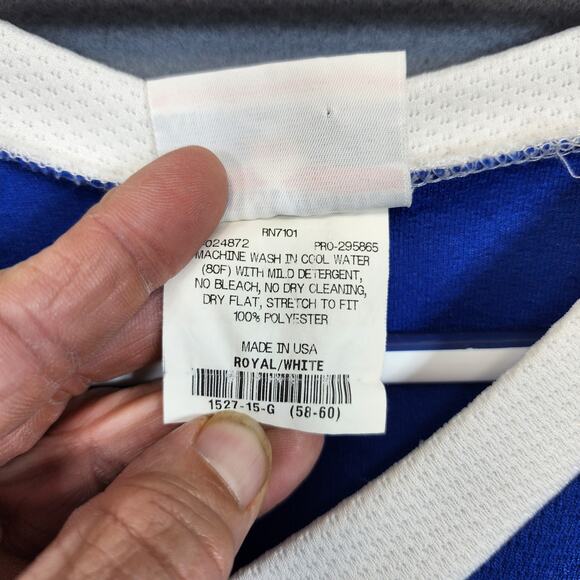 RN7101
024872 PRO-295865
MACHINE WASH IN COOL WATER
(80F) WITH MILD DETERGENT,
NO BLEACH, NO DRY CLEANING,
DRY FLAT, STRETCH TO FIT
100% POLYESTER
MADE IN USA
ROYAL/WHITE
1527-15-G (58-60)